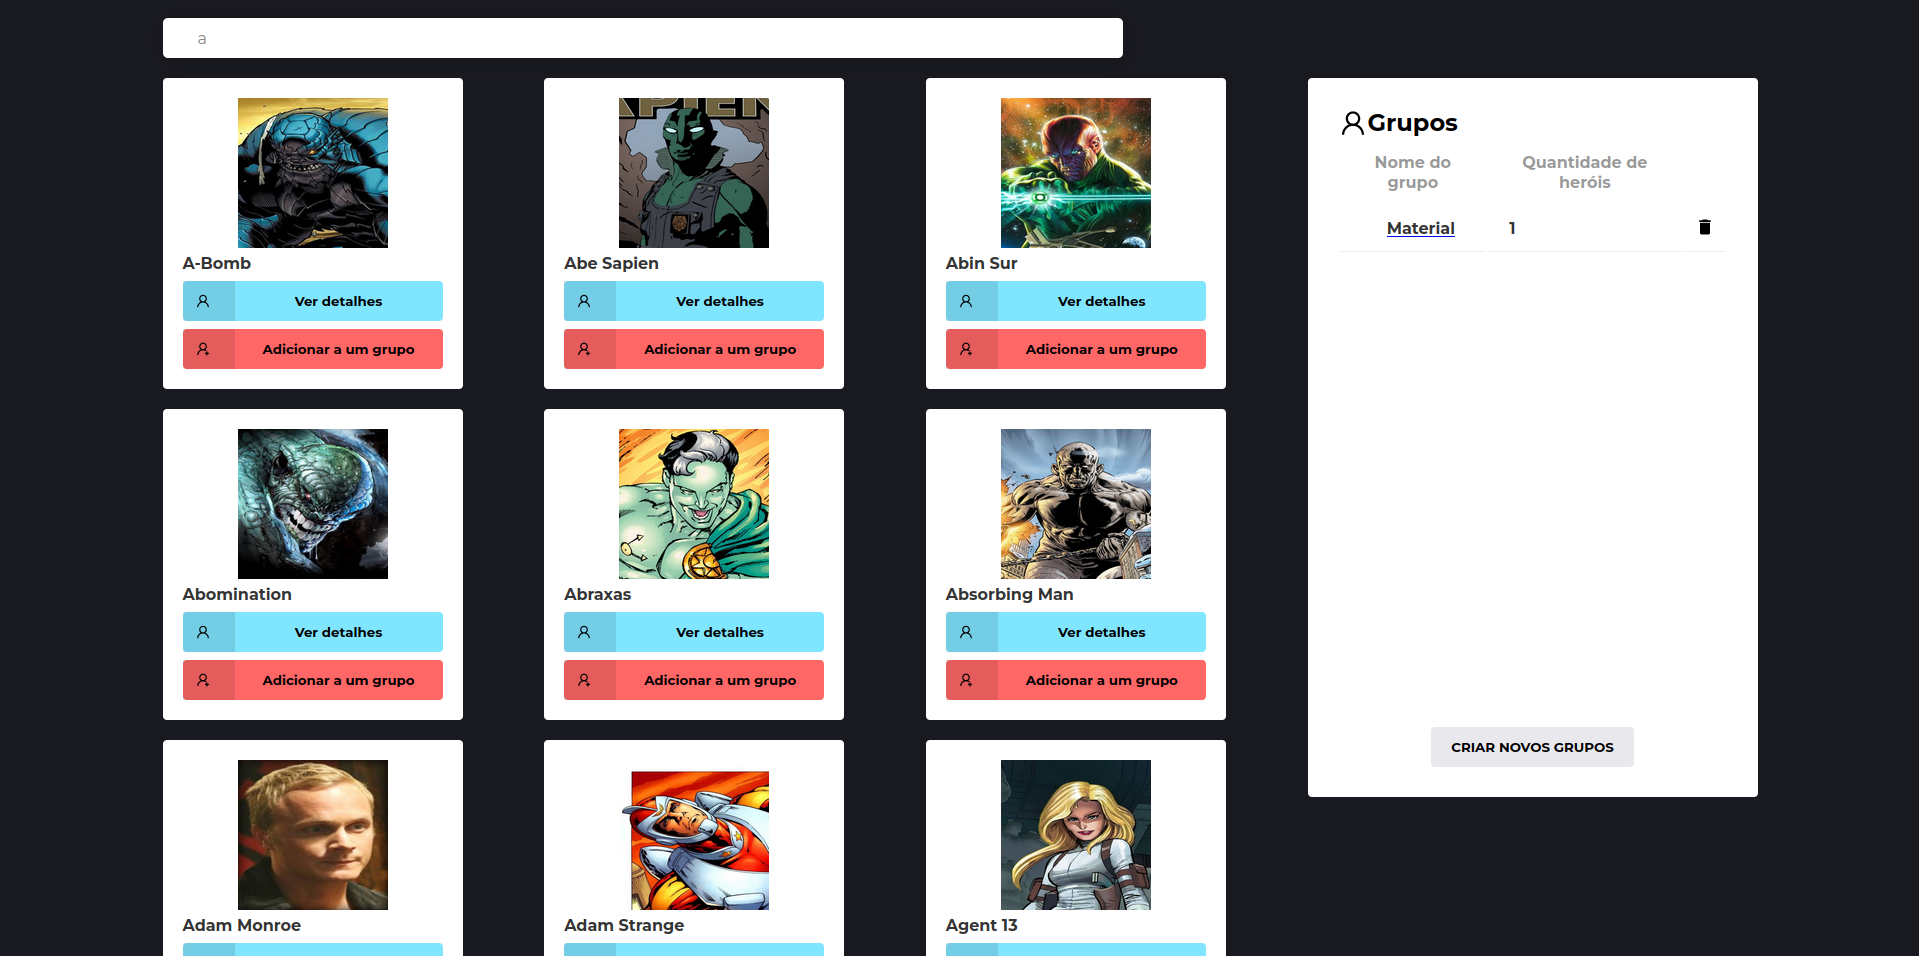 a
A-Bomb
Ver detalhes
Adicionar a um grupo
APIEN
Abe Sapien
Ver detalhes
Adicionar a um grupo
Abin Sur
Ver detalhes
Adicionar a um grupo
Abomination
Ver detalhes
Adicionar a um grupo
Abraxas
Ver detalhes
Adicionar a um grupo
Absorbing Man
Ver detalhes
Adicionar a um grupo
Adam Monroe
Adam Strange
Agent 13
Grupos
Nome do
grupo
Quantidade de
heróis
Material
1
CRIAR NOVOS GRUPOS